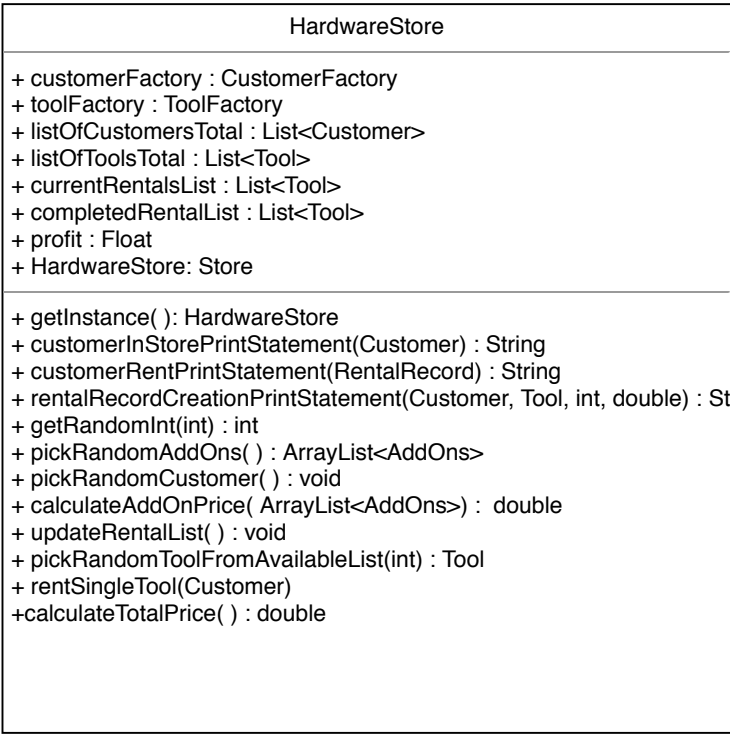 HardwareStore
+ customerFactory : CustomerFactory
+ toolFactory : ToolFactory
+ listOfCustomersTotal : List<Customer>
+ listOfToolsTotal : List<Tool>
+ currentRentalsList : List<Tool>
+ completedRentalList : List<Tool>
+ profit : Float
+ HardwareStore: Store
+ getInstance( ): HardwareStore
+ customerInStorePrintStatement(Customer) : String
+ customerRentPrintStatement(RentalRecord) : String
+ rentalRecordCreationPrintStatement(Customer, Tool, int, double) : St
+ getRandomInt(int) : int
+ pickRandomAddOns( ) : ArrayList<AddOns>
+ pickRandomCustomer( ) : void
+ calculateAddOnPrice( ArrayList<AddOns>) :  double
+ updateRentalList( ) : void
+ pickRandomToolFromAvailableList(int) : Tool
+ rentSingleTool(Customer)
+calculateTotalPrice( ) : double